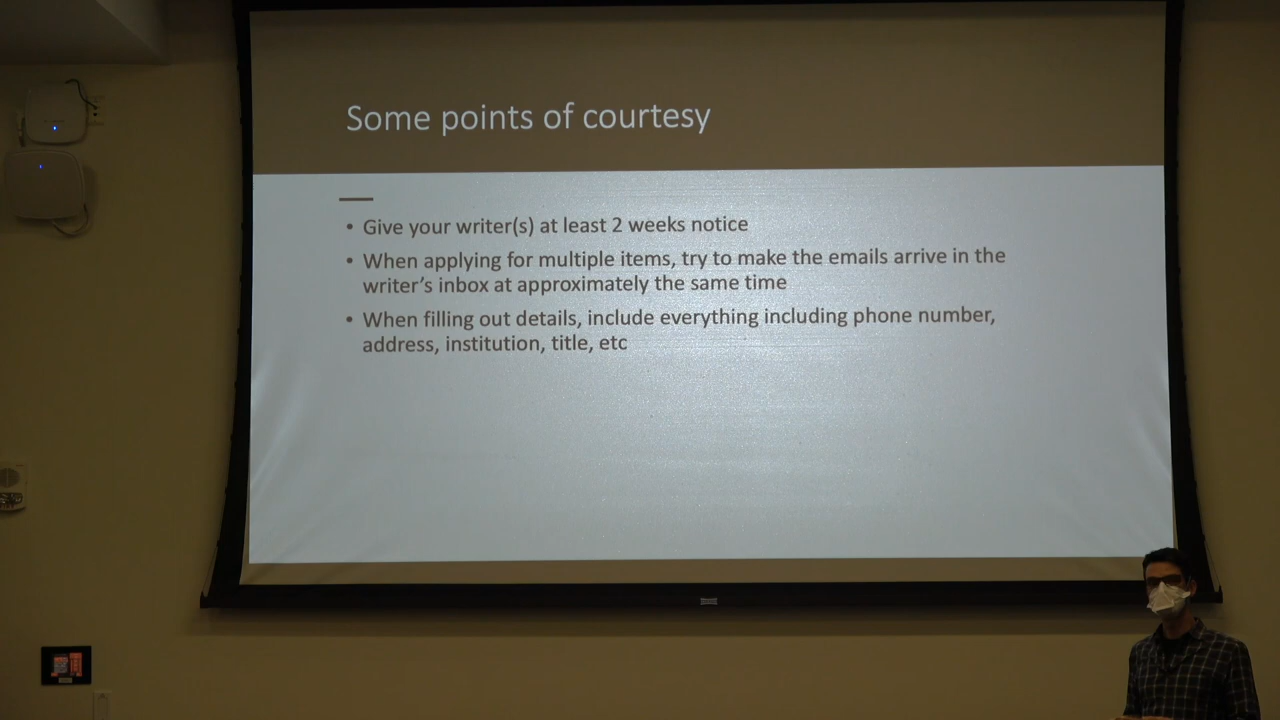 Some points of courtesy
• Give your writer(s) at least 2 weeks notice
• When applying for multiple items, try to make the emails arrive in the
writer's inbox at approximately the same time
• When filling out details, include everything including phone number,
address, institution, title, etc